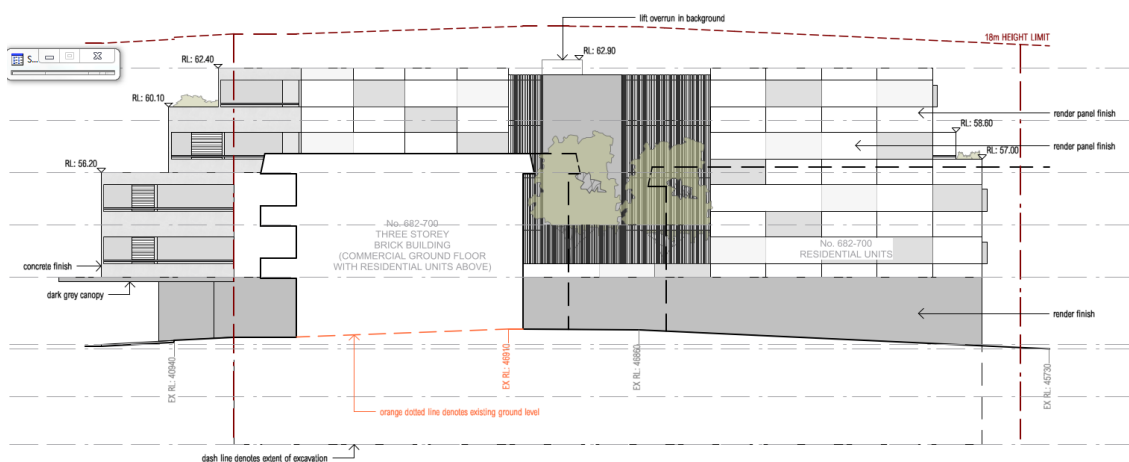 lift overrun in background
18m HEIGHT LIMIT
S...
RL: 62.90
RL: 62.40
RL: 60.10
render panel finish
RL: 58.60
render panel finish
RL: 57.00
RL: 56.20
No. 682-700
THREE STOREY
BRICK BUILDING
(COMMERCIAL GROUND FLOOR
WITH RESIDENTIAL UNITS ABOVE)
No. 682-700
RESIDENTIAL UNITS
concrete finish
dark grey canopy
render finish
EX RL: 40940
EX RL: 46910
EX RL: 46860
EX RL: 45730
orange dotted line denotes existing ground level
dash line denotes extent of excavation